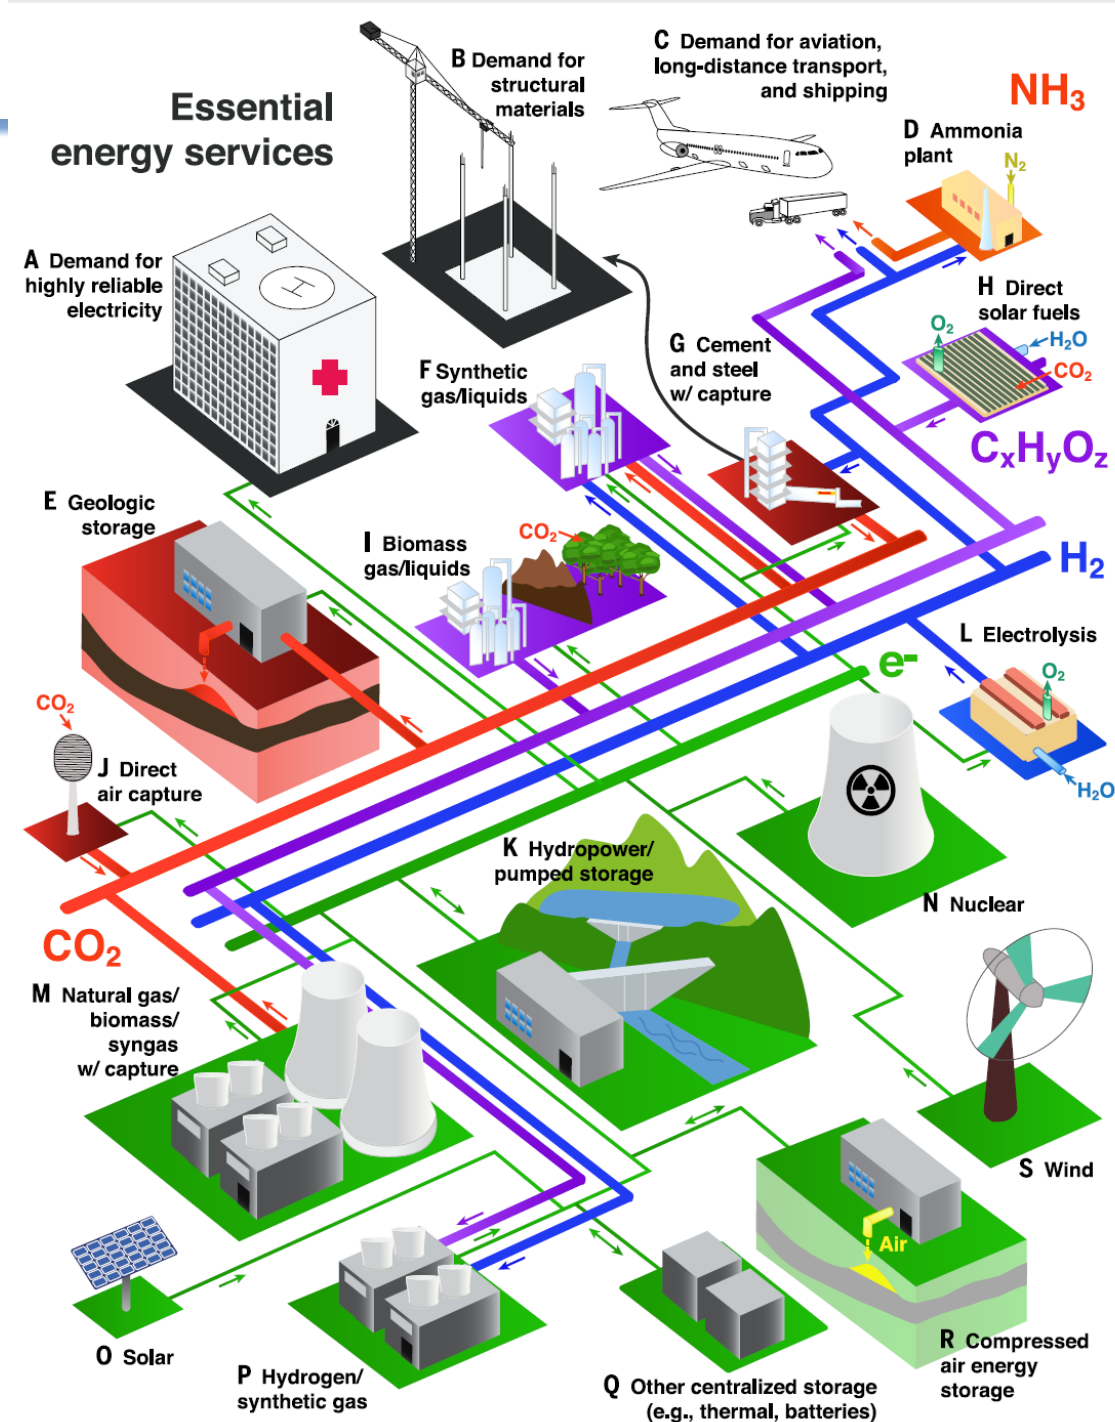 Essential
energy services
B Demand for
structural
materials
C Demand for aviation,
long-distance transport,
and shipping
NH3
D Ammonia
plant
N2
A Demand for
highly reliable
electricity
H Direct
solar fuels
O2
H2O
CO2
G Cement
and steel
w/ capture
F Synthetic
gas/liquids
CxHyOz
E Geologic
storage
I Biomass
gas/liquids
CO2
H2
L Electrolysis
e-
O2
H2O
CO2
J Direct
air capture
K Hydropower/
pumped storage
N Nuclear
CO2
M Natural gas/
biomass/
syngas
w/ capture
S Wind
Air
O Solar
P Hydrogen/
synthetic gas
Q Other centralized storage
(e.g., thermal, batteries)
R Compressed
air energy
storage
H